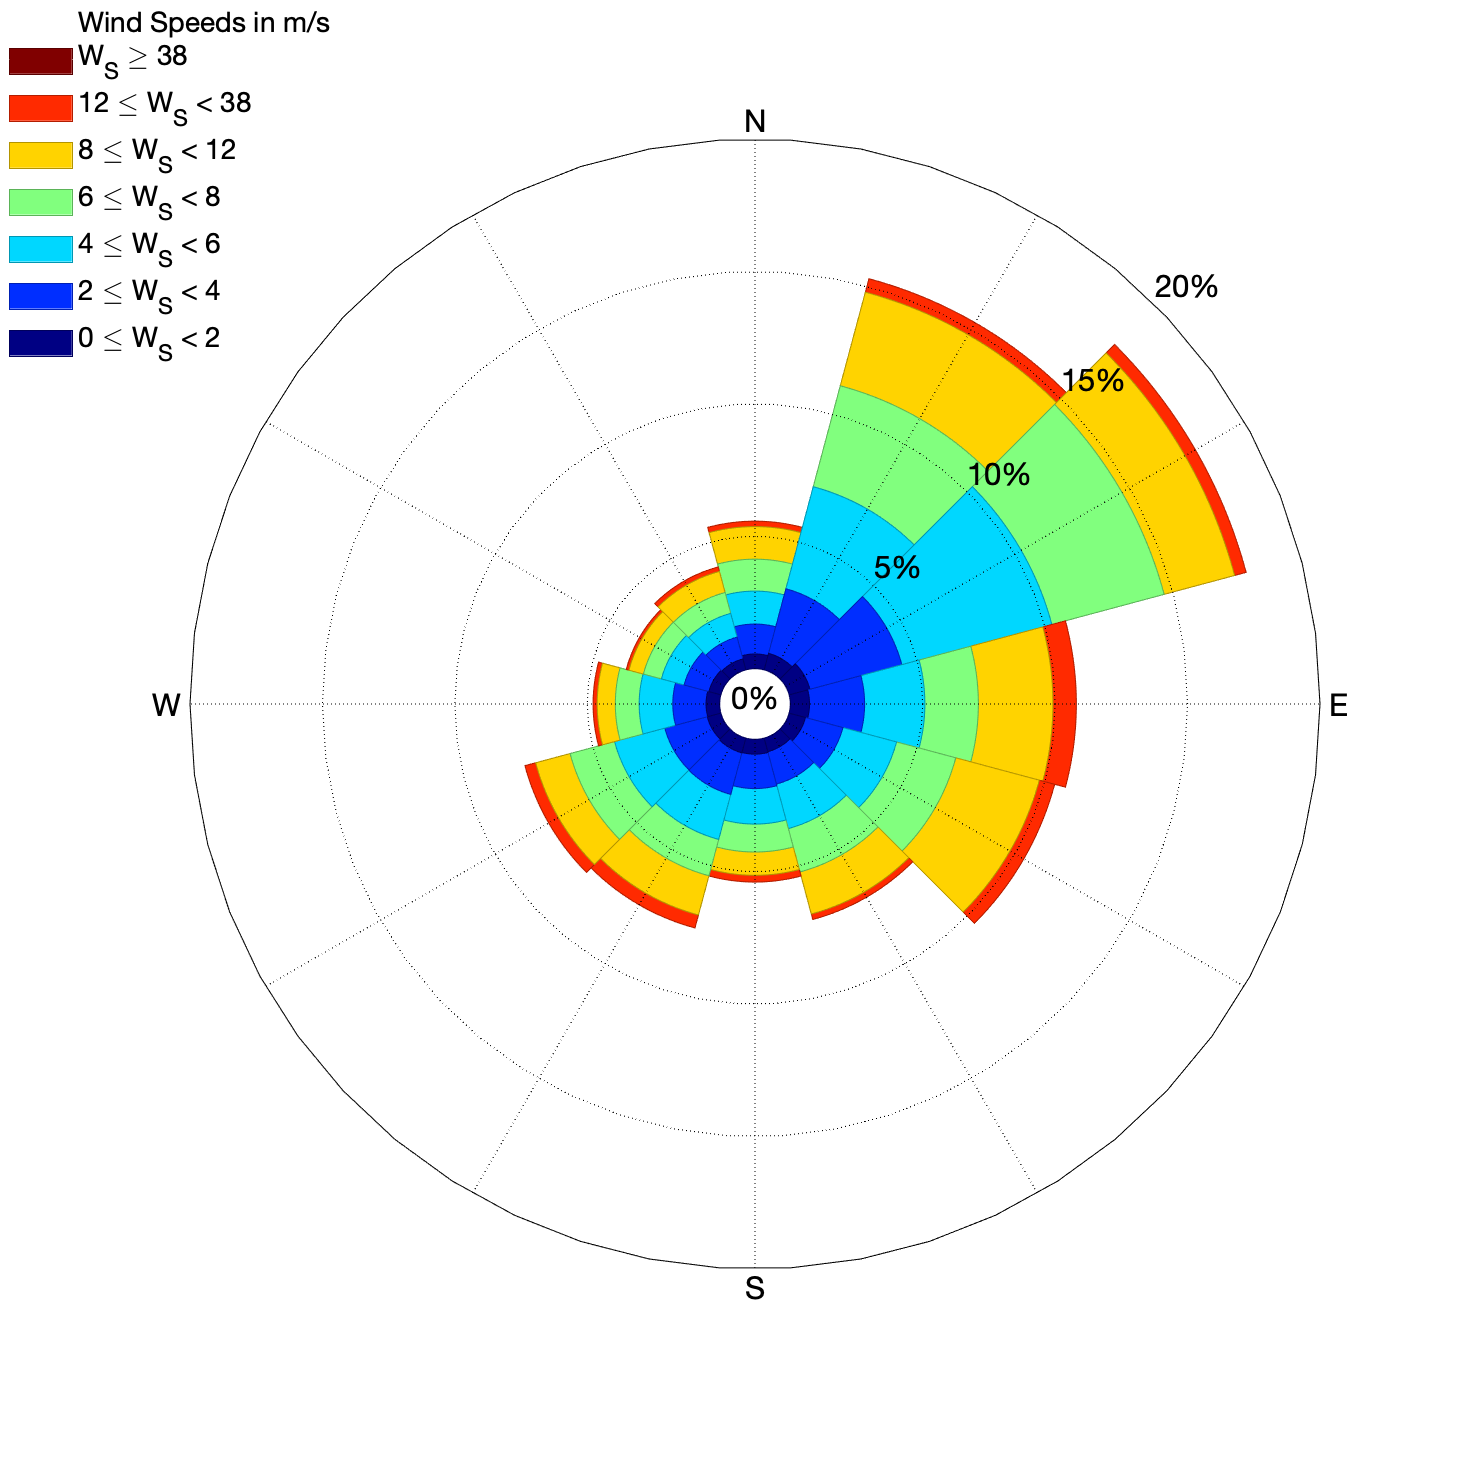 Wind Speeds in m/s
W_S ≥ 38
12 ≤ W_S < 38
8 ≤ W_S < 12
6 ≤ W_S < 8
4 ≤ W_S < 6
2 ≤ W_S < 4
0 ≤ W_S < 2
N
20%
15%
10%
5%
0%
W
E
S